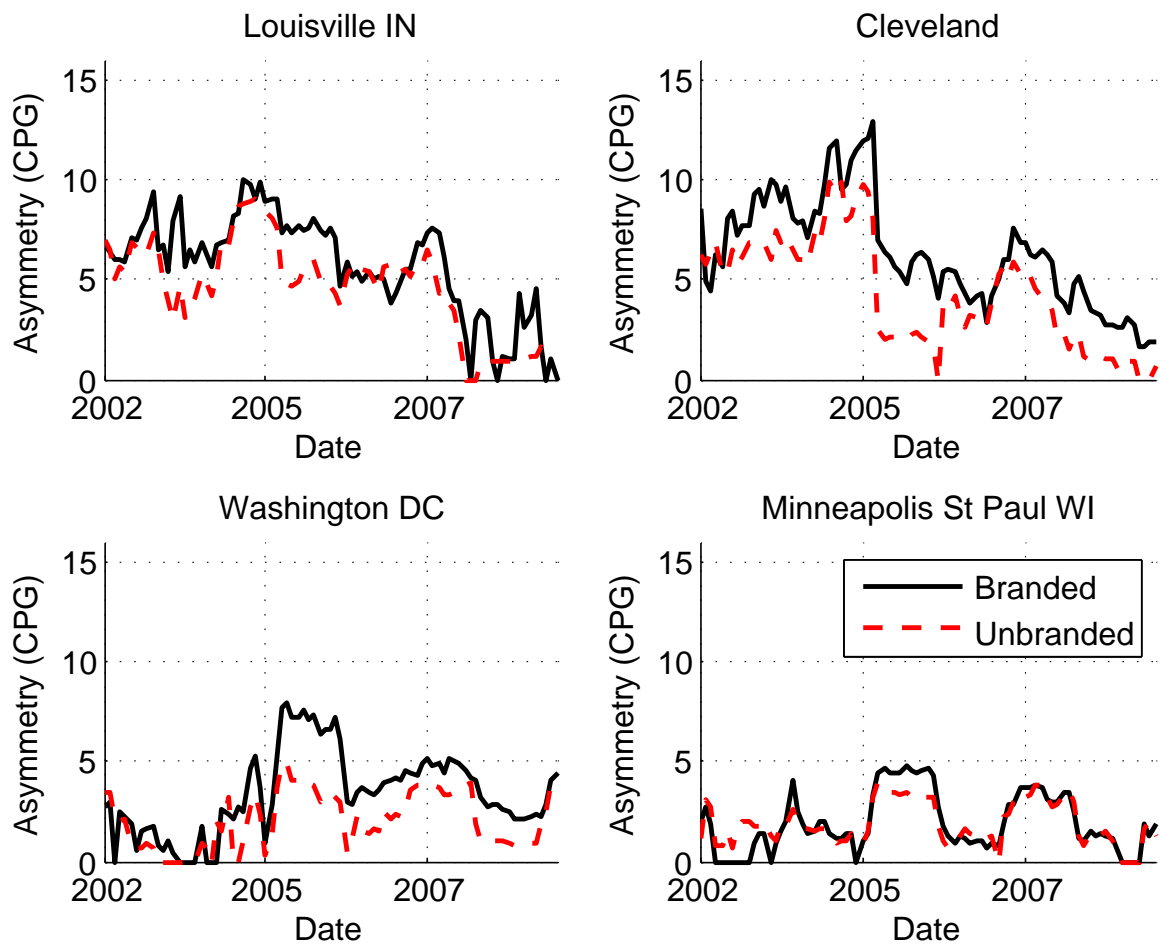 Louisville IN
Asymmetry (CPG)
15
10
5
0
2002 2005 2007
Date
Cleveland
Asymmetry (CPG)
15
10
5
0
2002 2005 2007
Date
Washington DC
Asymmetry (CPG)
15
10
5
0
2002 2005 2007
Date
Minneapolis St Paul WI
Asymmetry (CPG)
15
10
5
0
2002 2005 2007
Date
Branded
Unbranded